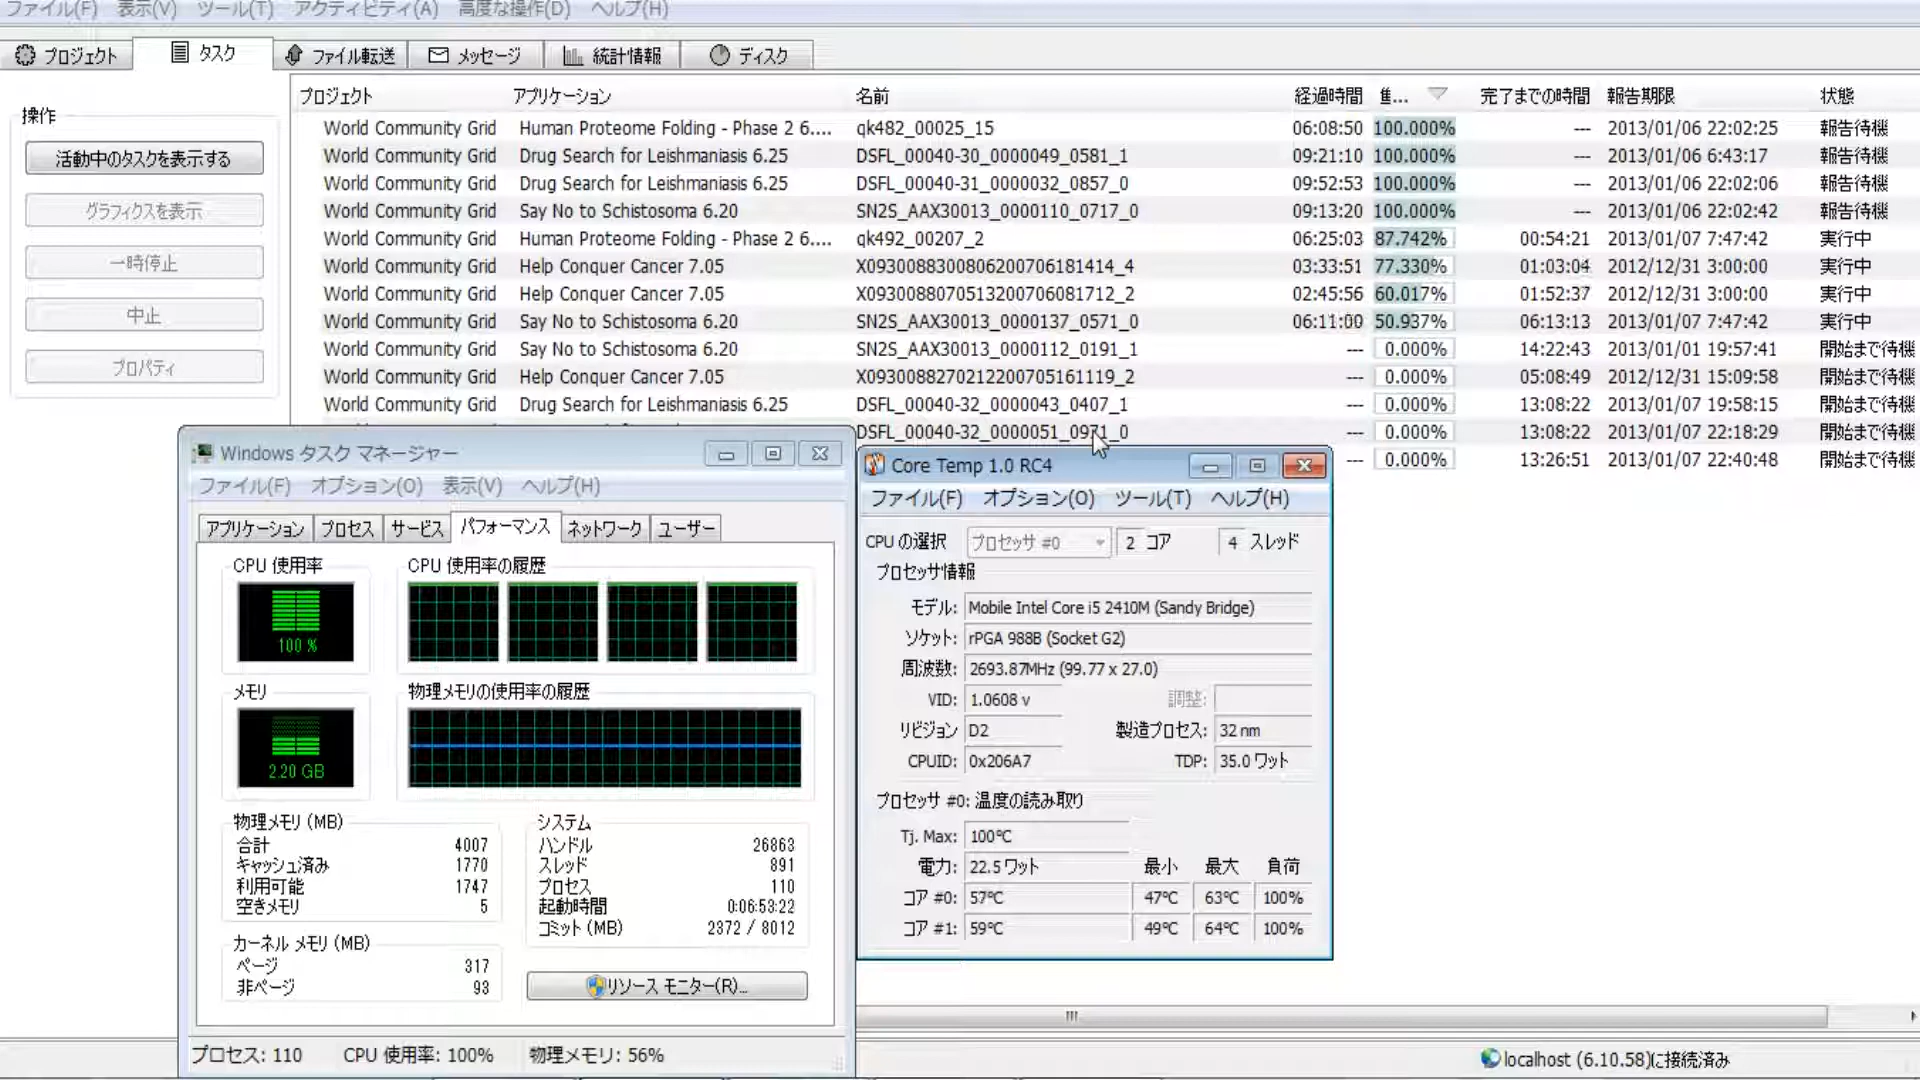 ファイル(F) 表示(V) ツール(T) アクティビティ(A) 高度な操作(D) ヘルプ(H)
プロジェクト タスク ファイル転送 メッセージ 統計情報 ディスク
操作
活動中のタスクを表示する
グラフィクスを表示
一時停止
中止
プロパティ
プロジェクト アプリケーション 名前 経過時間 進... 完了までの時間 報告期限 状態
World Community Grid Human Proteome Folding - Phase 2 6.... qk482_00025_15 06:08:50 100.000% --- 2013/01/06 22:02:25 報告待機
World Community Grid Drug Search for Leishmaniasis 6.25 DSFL_00040-30_0000049_0581_1 09:21:10 100.000% --- 2013/01/06 6:43:17 報告待機
World Community Grid Drug Search for Leishmaniasis 6.25 DSFL_00040-31_0000032_0857_0 09:52:53 100.000% --- 2013/01/06 22:02:06 報告待機
World Community Grid Say No to Schistosoma 6.20 SN2S_AAX30013_0000110_0717_0 09:13:20 100.000% --- 2013/01/06 22:02:42 報告待機
World Community Grid Human Proteome Folding - Phase 2 6.... qk492_00207_2 06:25:03 87.742% 00:54:21 2013/01/07 7:47:42 実行中
World Community Grid Help Conquer Cancer 7.05 X0930088300806200706181414_4 03:33:51 77.330% 01:03:04 2012/12/31 3:00:00 実行中
World Community Grid Help Conquer Cancer 7.05 X0930088070513200706081712_2 02:45:56 60.017% 01:52:37 2012/12/31 3:00:00 実行中
World Community Grid Say No to Schistosoma 6.20 SN2S_AAX30013_0000137_0571_0 06:11:00 50.937% 06:13:13 2013/01/07 7:47:42 実行中
World Community Grid Say No to Schistosoma 6.20 SN2S_AAX30013_0000112_0191_1 --- 0.000% 14:22:43 2013/01/01 19:57:41 開始まで待機
World Community Grid Help Conquer Cancer 7.05 X0930088270212200705161119_2 --- 0.000% 05:08:49 2012/12/31 15:09:58 開始まで待機
World Community Grid Drug Search for Leishmaniasis 6.25 DSFL_00040-32_0000043_0407_1 --- 0.000% 13:08:22 2013/01/07 19:58:15 開始まで待機
DSFL_00040-32_0000051_0971_0 --- 0.000% 13:08:22 2013/01/07 22:18:29 開始まで待機
--- 0.000% 13:26:51 2013/01/07 22:40:48 開始まで待機
Windows タスク マネージャー
ファイル(F) オプション(O) 表示(V) ヘルプ(H)
アプリケーション プロセス サービス パフォーマンス ネットワーク ユーザー
CPU 使用率 CPU 使用率の履歴
100 %
メモリ 物理メモリの使用率の履歴
2.20 GB
物理メモリ (MB)
合計 4007
キャッシュ済み 1770
利用可能 1747
空きメモリ 5
カーネル メモリ (MB)
ページ 317
非ページ 93
システム
ハンドル 26863
スレッド 891
プロセス 110
起動時間 0:06:53:22
コミット (MB) 2372 / 8012
リソース モニター(R)...
プロセス: 110 CPU 使用率: 100% 物理メモリ: 56%
Core Temp 1.0 RC4
ファイル(F) オプション(O) ツール(T) ヘルプ(H)
CPU の選択 プロセッサ #0 2 コア 4 スレッド
プロセッサ情報
モデル: Mobile Intel Core i5 2410M (Sandy Bridge)
ソケット: rPGA 988B (Socket G2)
周波数: 2693.87MHz (99.77 x 27.0)
VID: 1.0608 v 調整:
リビジョン D2 製造プロセス: 32 nm
CPUID: 0x206A7 TDP: 35.0 ワット
プロセッサ #0: 温度の読み取り
Tj. Max: 100℃
電力: 22.5 ワット 最小 最大 負荷
コア #0: 57℃ 47℃ 63℃ 100%
コア #1: 59℃ 49℃ 64℃ 100%
localhost (6.10.58)に接続済み